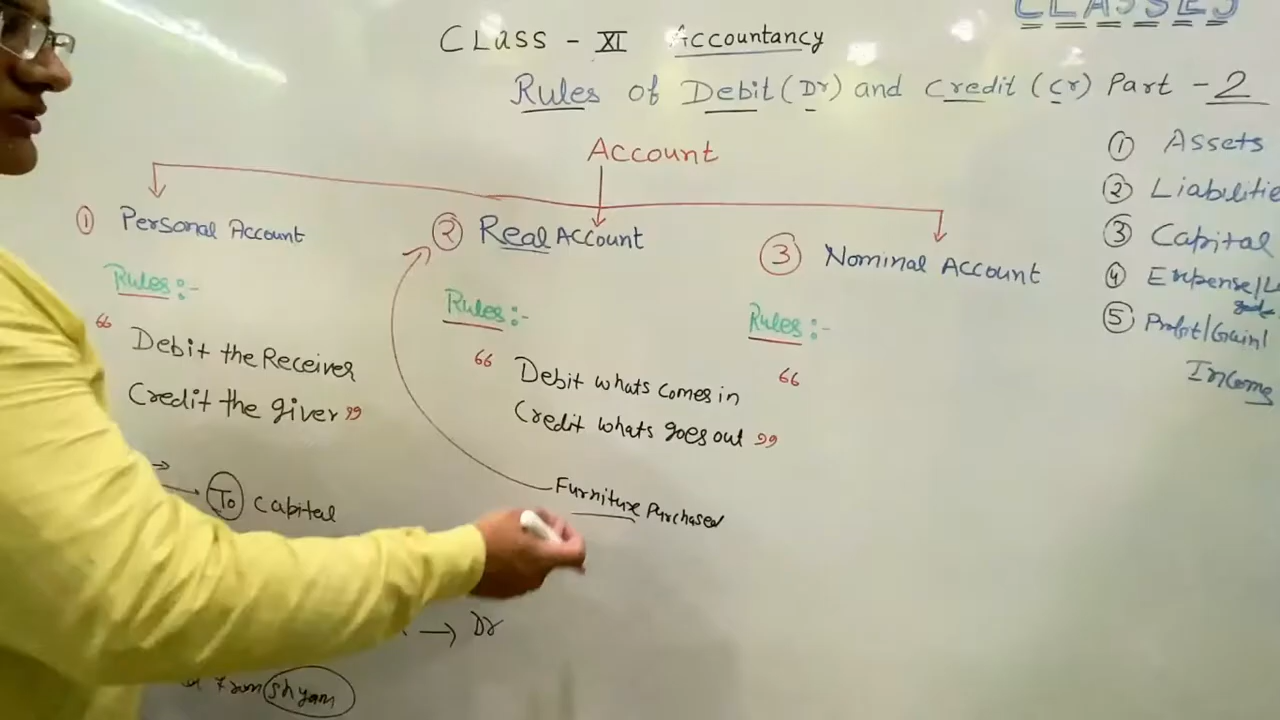 CLASSES
CLass - XI Accountancy
Rules of Debit (Dr) and Credit (Cr) Part - 2
Account
① Personal Account
Rules:-
“ Debit the Receiver
Credit the giver ”
→ To Capital
→ Dr
from Shyam
② Real Account
Rules:-
“ Debit whats comes in
Credit whats goes out ”
Furniture Purchased
③ Nominal Account
Rules:-
“
① Assets
② Liabilitie
③ Capital
④ Expense/L
⑤ Profit/Gain/
Income